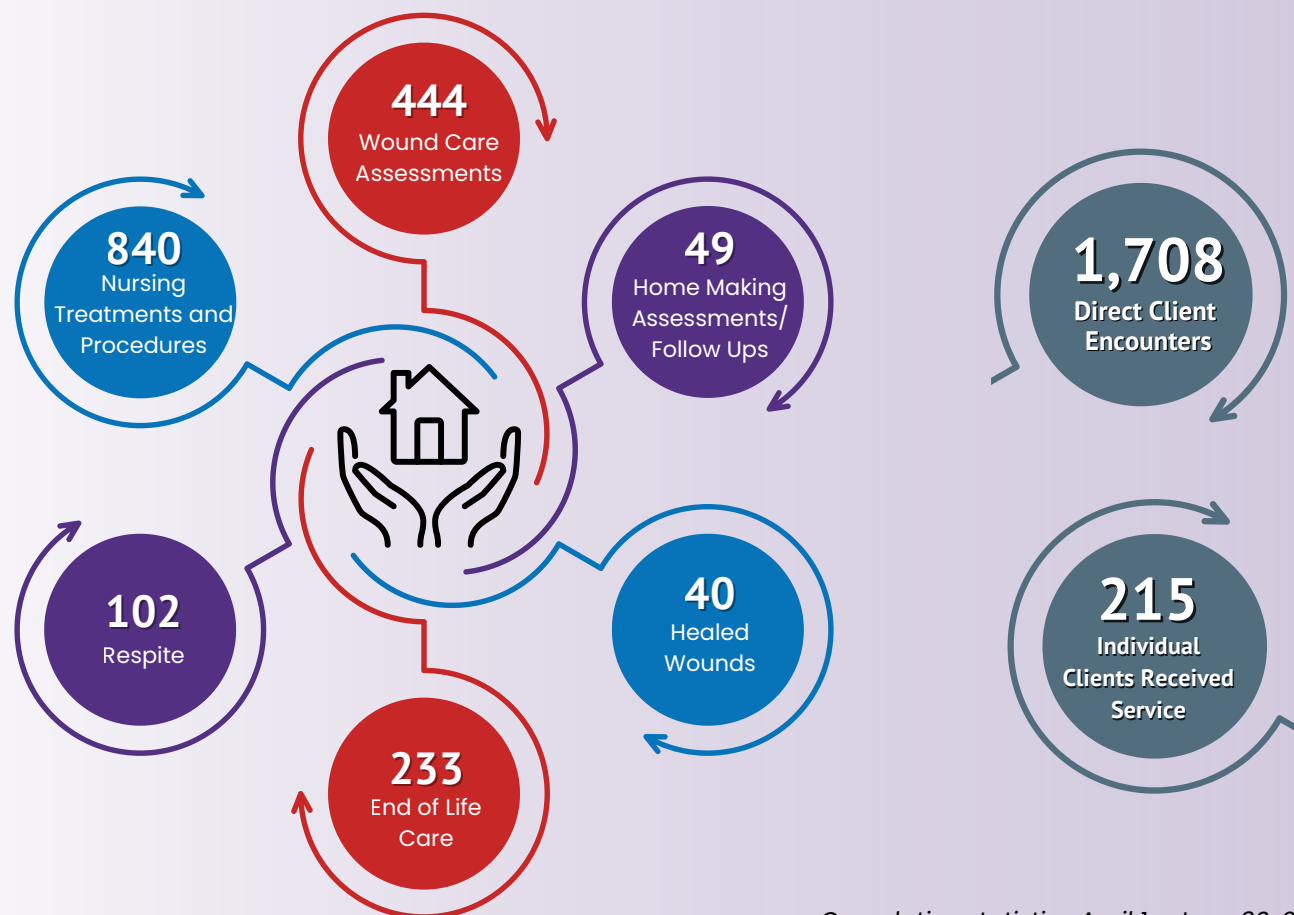 444
Wound Care
Assessments
840
Nursing
Treatments and
Procedures
49
Home Making
Assessments/
Follow Ups
1,708
Direct Client
Encounters
102
Respite
40
Healed
Wounds
215
Individual
Clients Received
Service
233
End of Life
Care